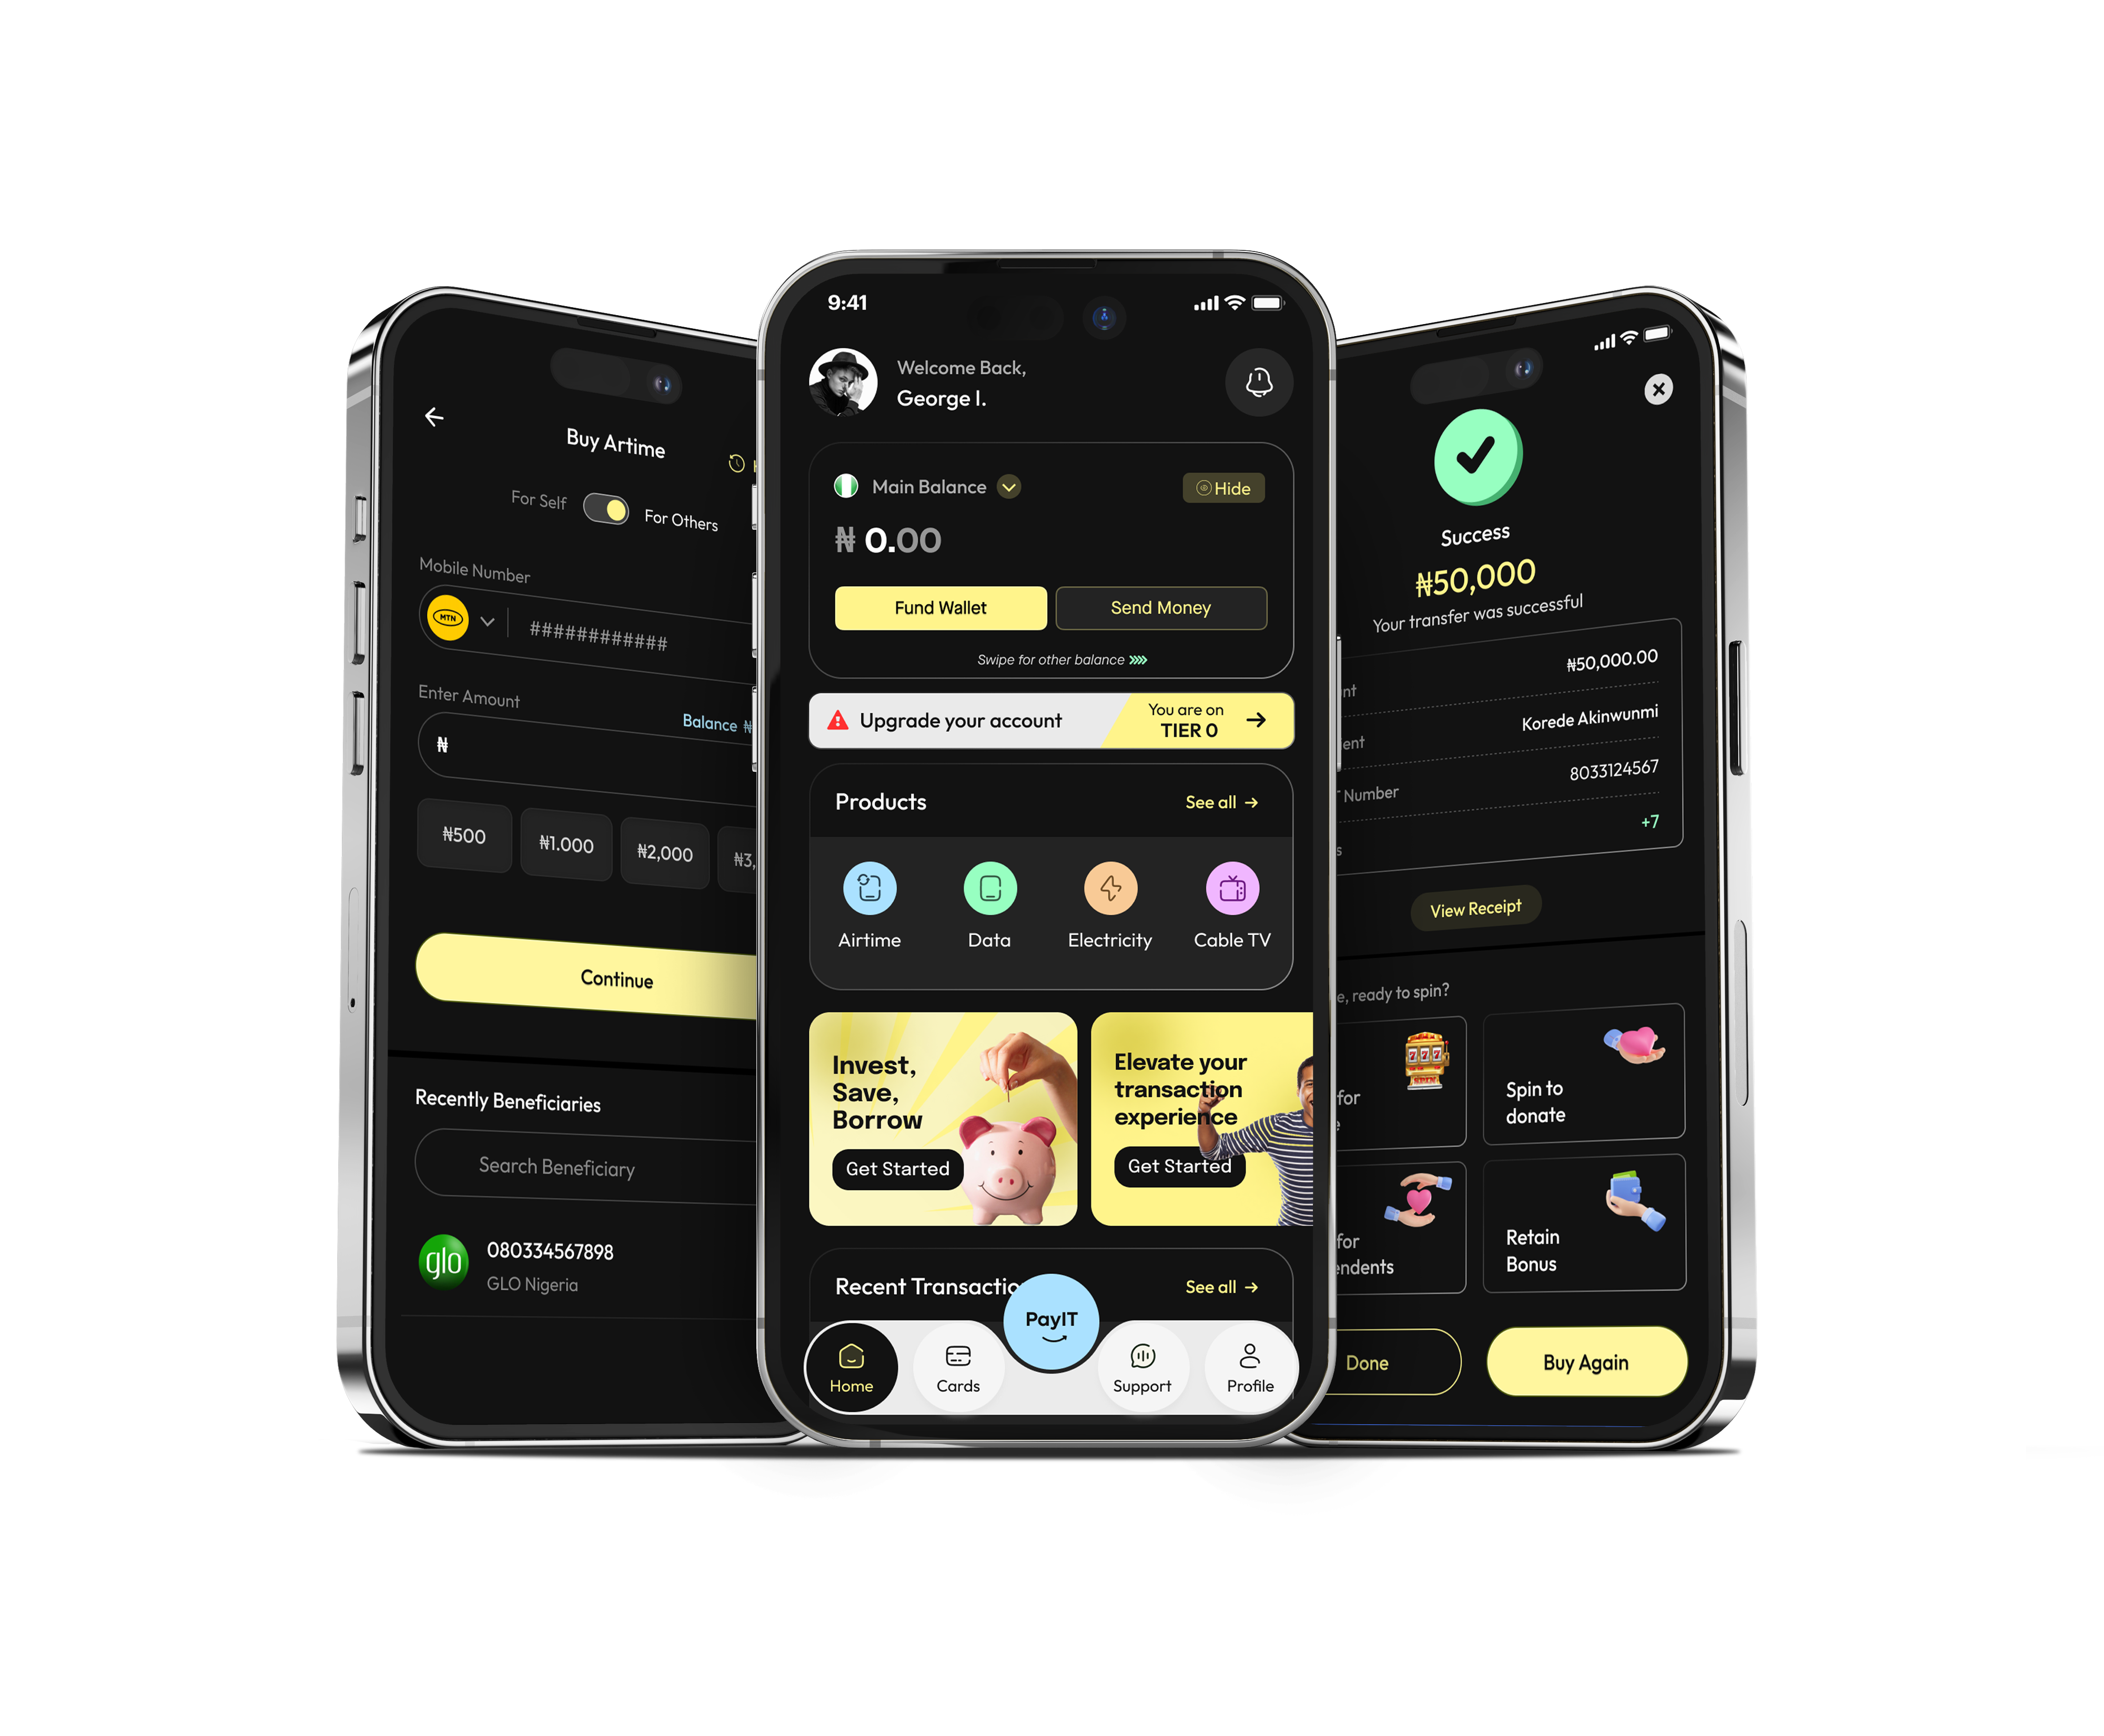 Buy Artime
For Self
For Others
Mobile Number
MTN
############
Enter Amount
Balance ₦
₦
₦500
₦1.000
₦2,000
₦3,
Continue
Recently Beneficiaries
Search Beneficiary
glo
080334567898
GLO Nigeria
9:41
Welcome Back,
George I.
Main Balance
Hide
₦ 0.00
Fund Wallet
Send Money
Swipe for other balance
Upgrade your account
You are on
TIER 0
Products
See all
Airtime
Data
Electricity
Cable TV
Invest,
Save,
Borrow
Get Started
Elevate your
transaction
experience
Get Started
Recent Transactio
See all
PayIT
Home
Cards
Support
Profile
Success
₦50,000
Your transfer was successful
nt
₦50,000.00
ent
Korede Akinwunmi
Number
8033124567
s
+7
View Receipt
e, ready to spin?
777
SPIN
for
e
Spin to
donate
for
endents
Retain
Bonus
Done
Buy Again